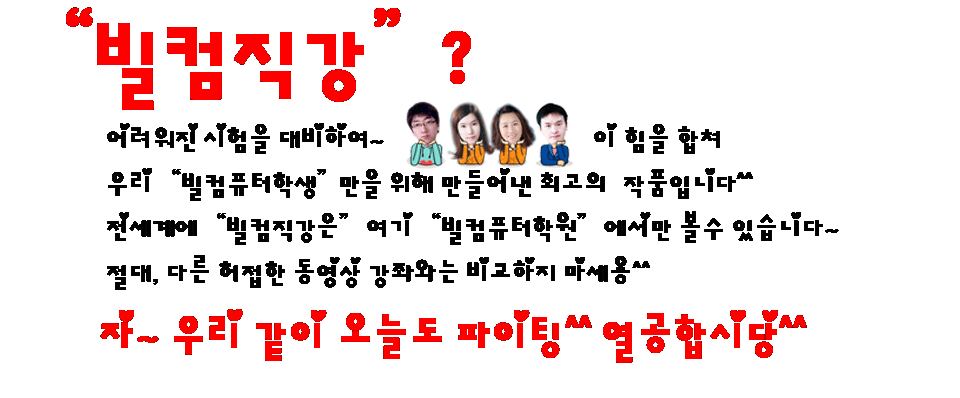 “빌컴직강” ?
어려워진 시험을 대비하여~ 이 힘을 합쳐
우리 “빌컴퓨터학생” 만을 위해 만들어낸 최고의 작품입니다^^
전세계에 “빌컴직강은” 여기 “빌컴퓨터학원” 에서만 볼수 있습니다~
절대, 다른 허접한 동영상 강좌와는 비교하지 마세용^^
자~ 우리 같이 오늘도 파이팅^^ 열공합시당^^